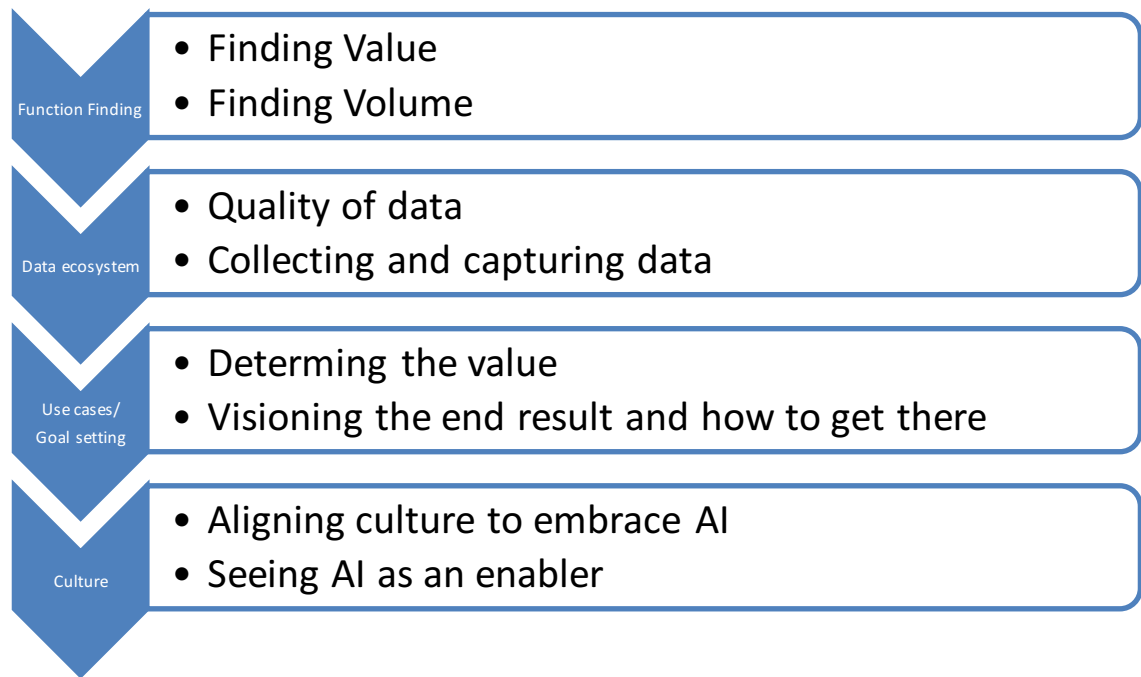 Function Finding
• Finding Value
• Finding Volume
Data ecosystem
• Quality of data
• Collecting and capturing data
Use cases/
Goal setting
• Determing the value
• Visioning the end result and how to get there
Culture
• Aligning culture to embrace AI
• Seeing AI as an enabler